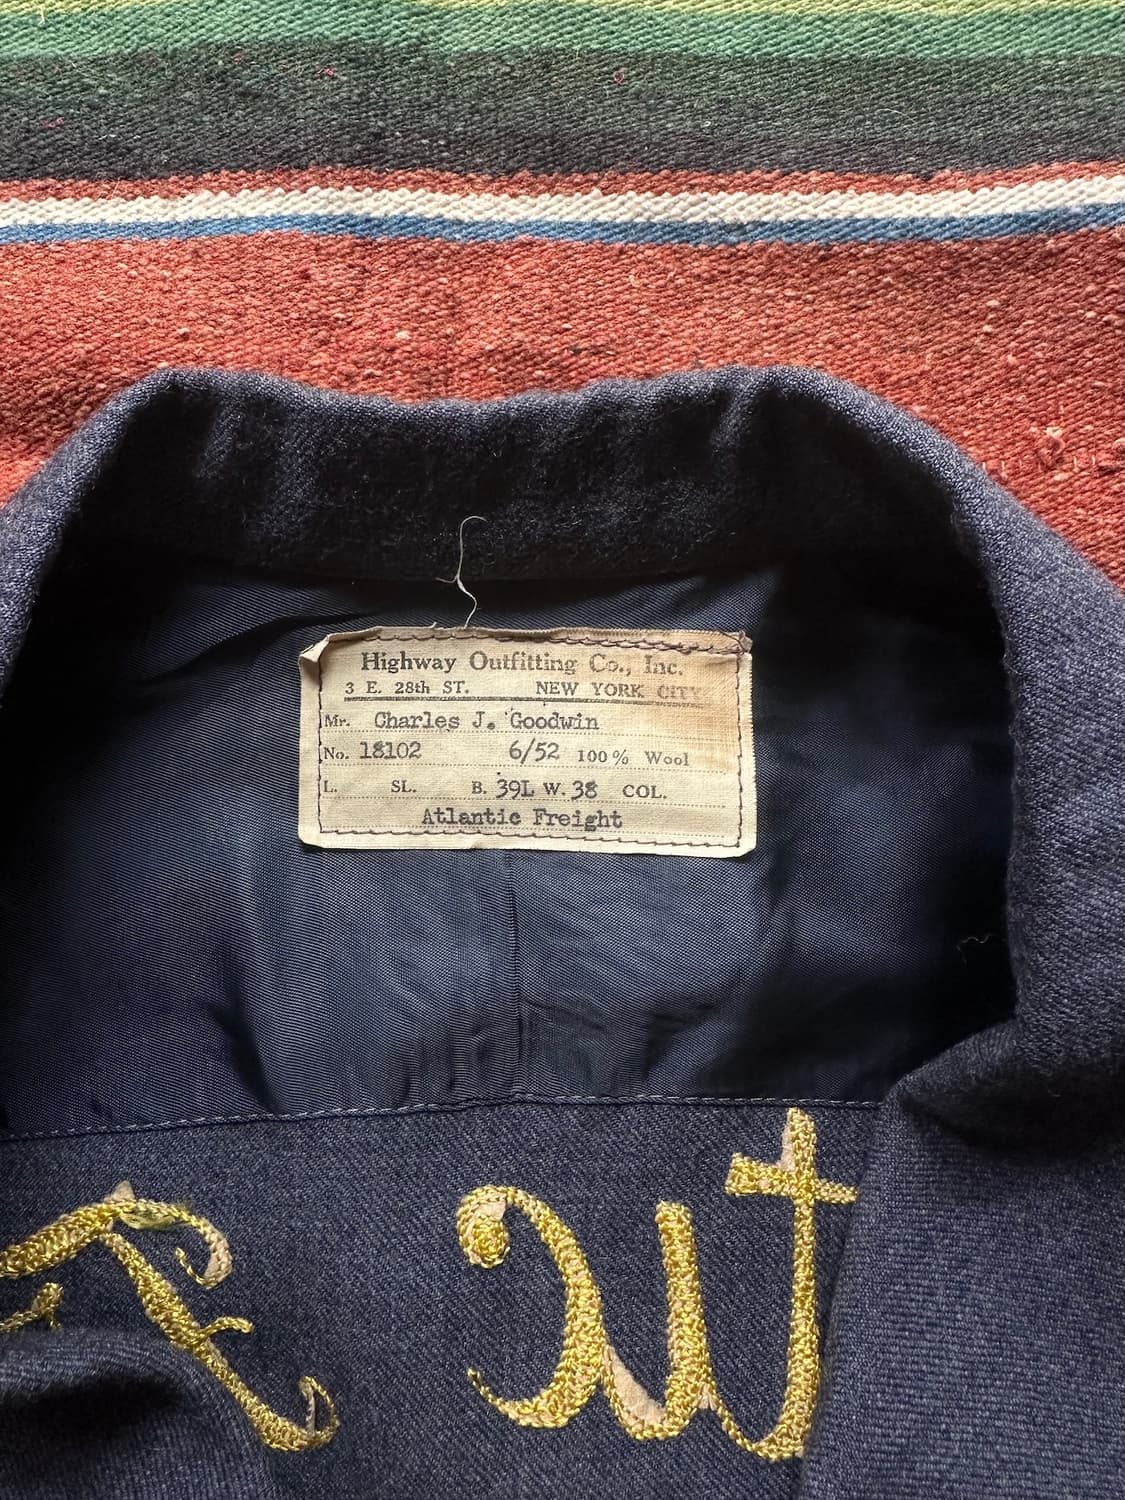 Highway Outfitting Co., Inc.
3 E. 28th ST. NEW YORK CITY
Mr. Charles J. Goodwin
No. 18102 6/52 100% Wool
L. SL. B. 39L W. 38 COL.
Atlantic Freight